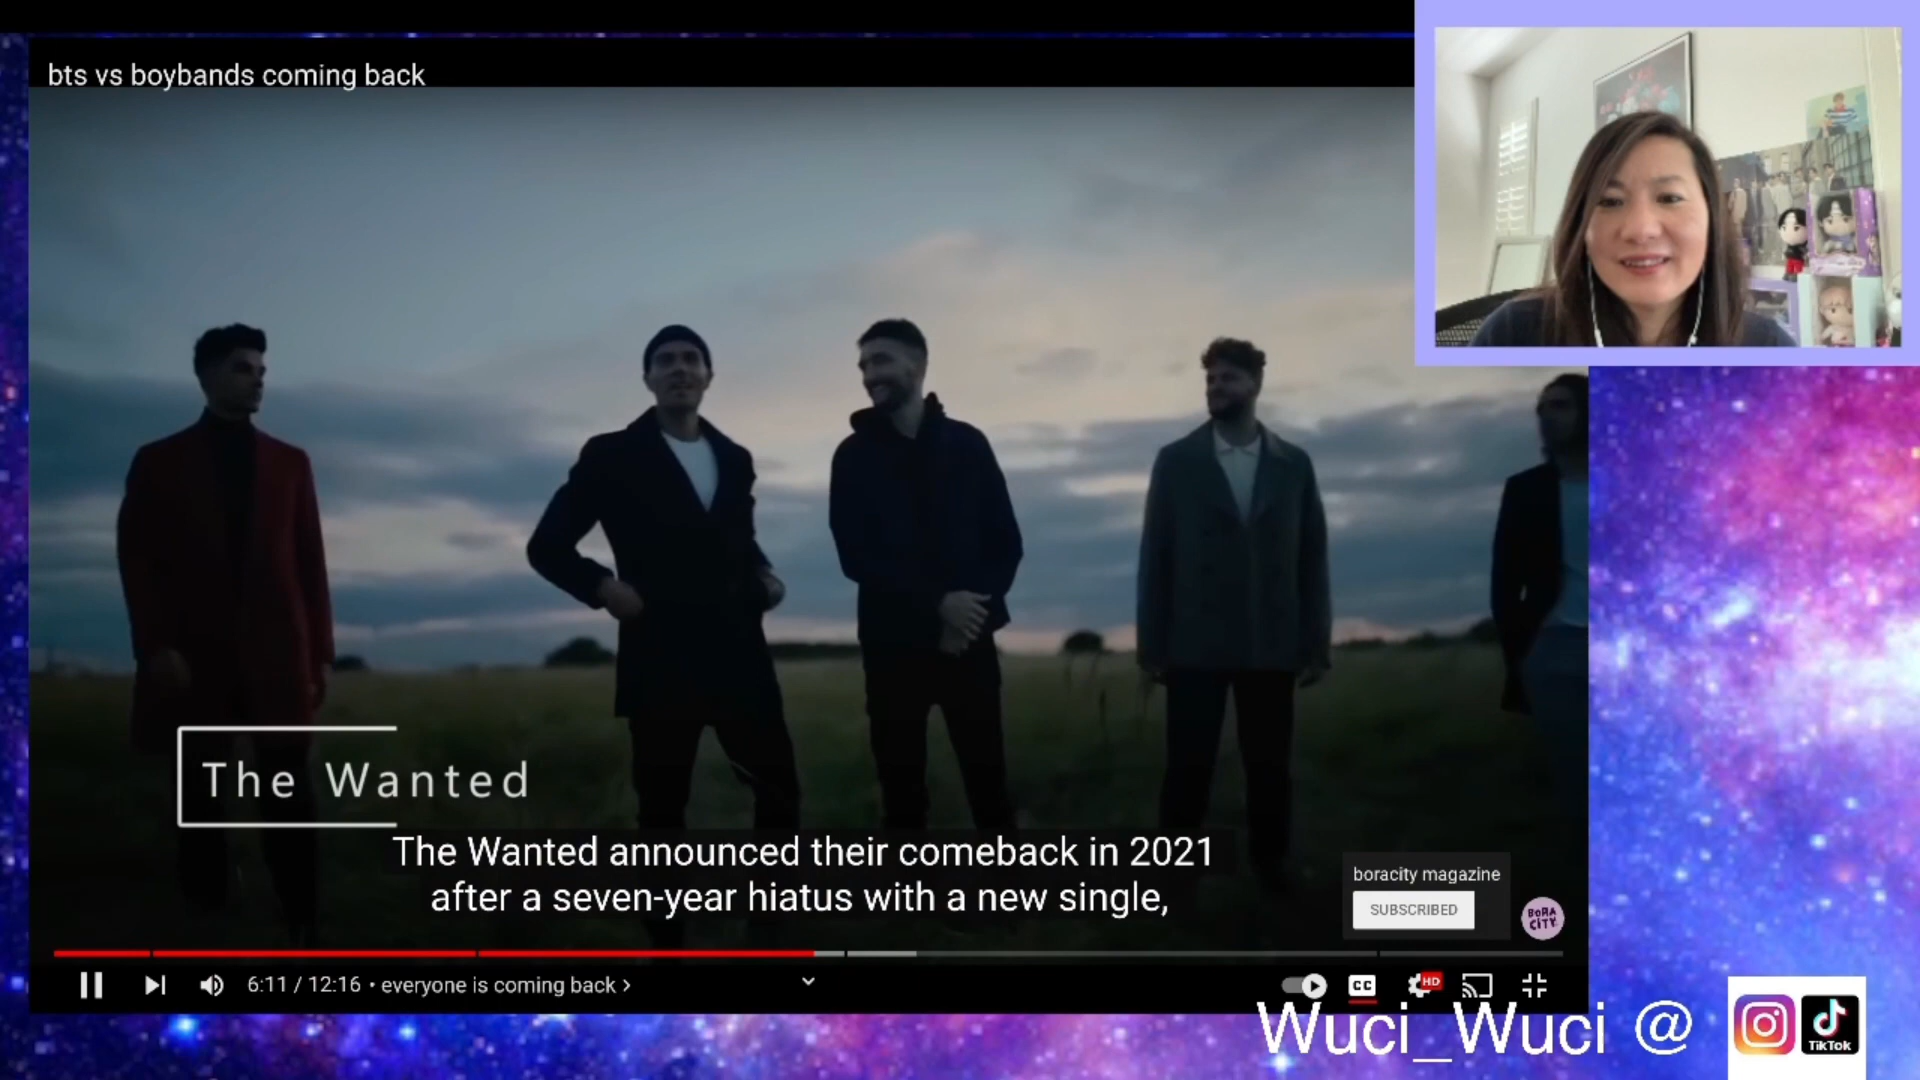 bts vs boybands coming back
The Wanted
The Wanted announced their comeback in 2021
after a seven-year hiatus with a new single,
boracity magazine
SUBSCRIBED
BORA
CITY
6:11 / 12:16 • everyone is coming back ›
CC
HD
Wuci_Wuci @
TikTok